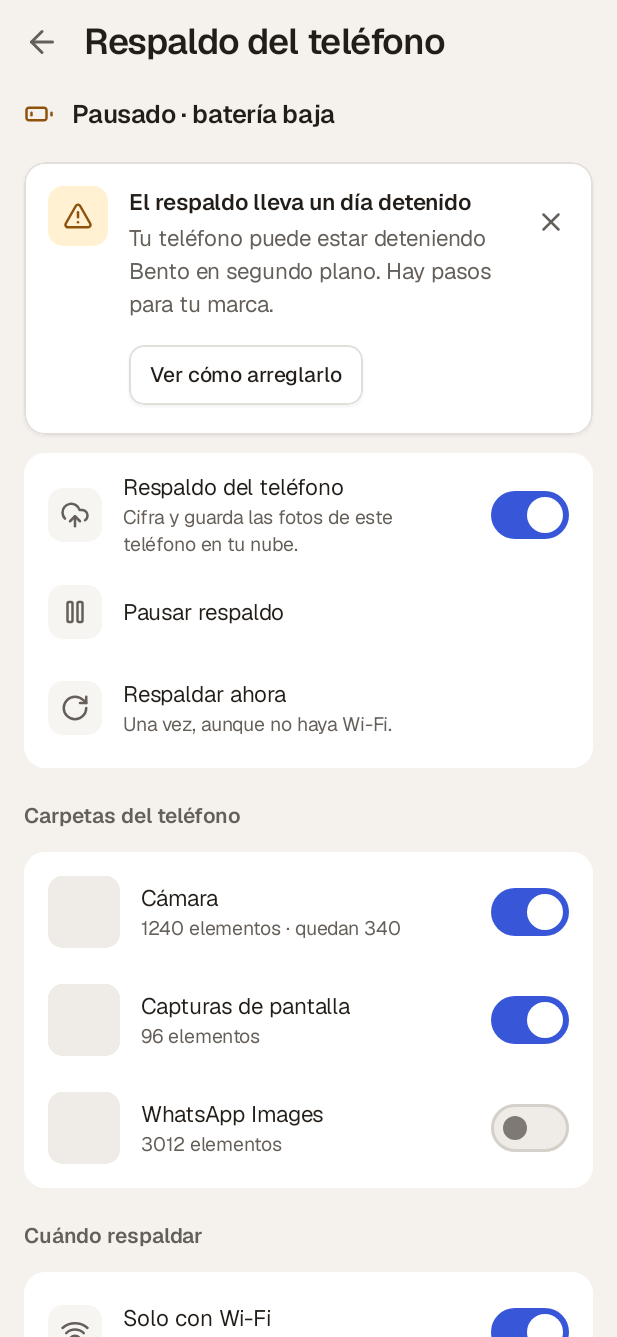 Respaldo del teléfono
Pausado · batería baja
El respaldo lleva un día detenido
Tu teléfono puede estar deteniendo
Bento en segundo plano. Hay pasos
para tu marca.
Ver cómo arreglarlo
Respaldo del teléfono
Cifra y guarda las fotos de este
teléfono en tu nube.
Pausar respaldo
Respaldar ahora
Una vez, aunque no haya Wi-Fi.
Carpetas del teléfono
Cámara
1240 elementos · quedan 340
Capturas de pantalla
96 elementos
WhatsApp Images
3012 elementos
Cuándo respaldar
Solo con Wi-Fi